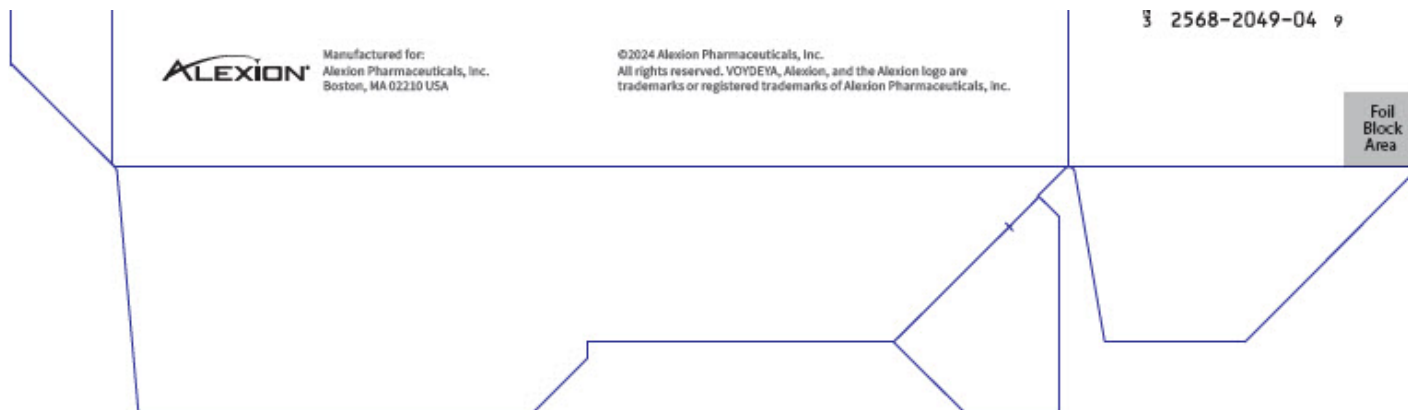 3 2568-2049-04 9
ALEXION®
Manufactured for:
Alexion Pharmaceuticals, Inc.
Boston, MA 02210 USA
©2024 Alexion Pharmaceuticals, Inc.
All rights reserved. VOYDEYA, Alexion, and the Alexion logo are
trademarks or registered trademarks of Alexion Pharmaceuticals, Inc.
Foil
Block
Area